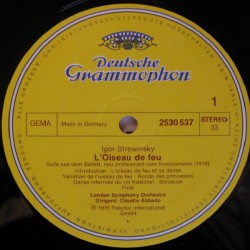 Deutsche
Grammophon
1
GEMA
Made in Germany
2530 537
STEREO
33
Igor Strawinsky
L'Oiseau de feu
Suite aus dem Ballett, neu orchestriert vom Komponisten (1919)
Introduction · L'oiseau de feu et sa danse
Variation de l'oiseau de feu · Ronde des princesses
Danse infernale du roi Kastchei · Berceuse
Final
London Symphony Orchestra
Dirigent: Claudio Abbado
℗ 1973 Polydor International
GmbH